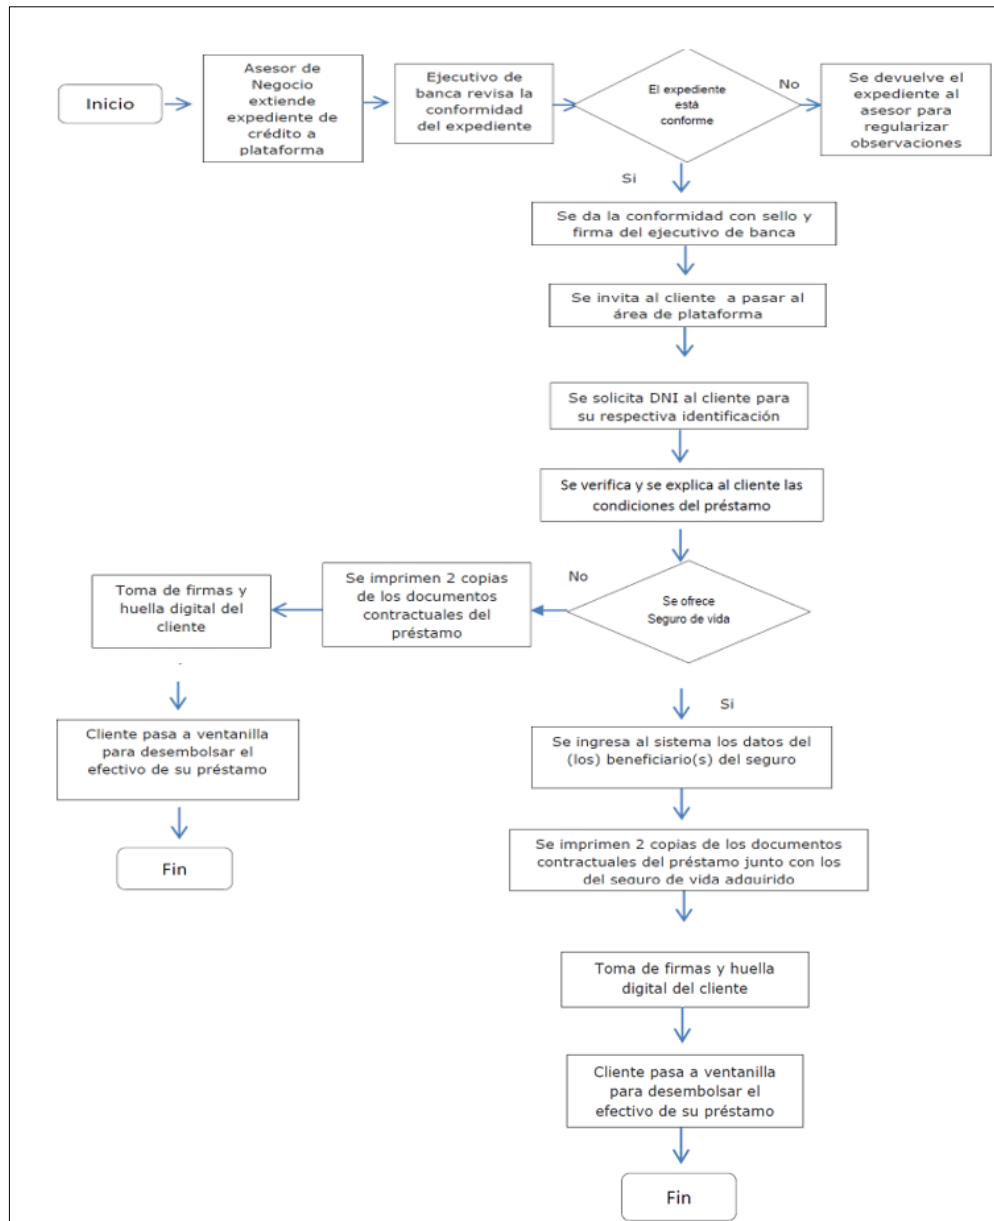 Inicio
Asesor de
Negocio
extiende
expediente de
crédito a
plataforma
Ejecutivo de
banca revisa la
conformidad
del expediente
El expediente
está
conforme
No
Se devuelve el
expediente al
asesor para
regularizar
observaciones
Si
Se da la conformidad con sello y
firma del ejecutivo de banca
Se invita al cliente a pasar al
área de plataforma
Se solicita DNI al cliente para
su respectiva identificación
Se verifica y se explica al cliente las
condiciones del préstamo
Se ofrece
Seguro de vida
No
Se imprimen 2 copias
de los documentos
contractuales del
préstamo
Toma de firmas y
huella digital del
cliente
Cliente pasa a ventanilla
para desembolsar el
efectivo de su préstamo
Fin
Si
Se ingresa al sistema los datos del
(los) beneficiario(s) del seguro
Se imprimen 2 copias de los documentos
contractuales del préstamo junto con los
del seguro de vida adquirido
Toma de firmas y huella
digital del cliente
Cliente pasa a ventanilla
para desembolsar el
efectivo de su préstamo
Fin